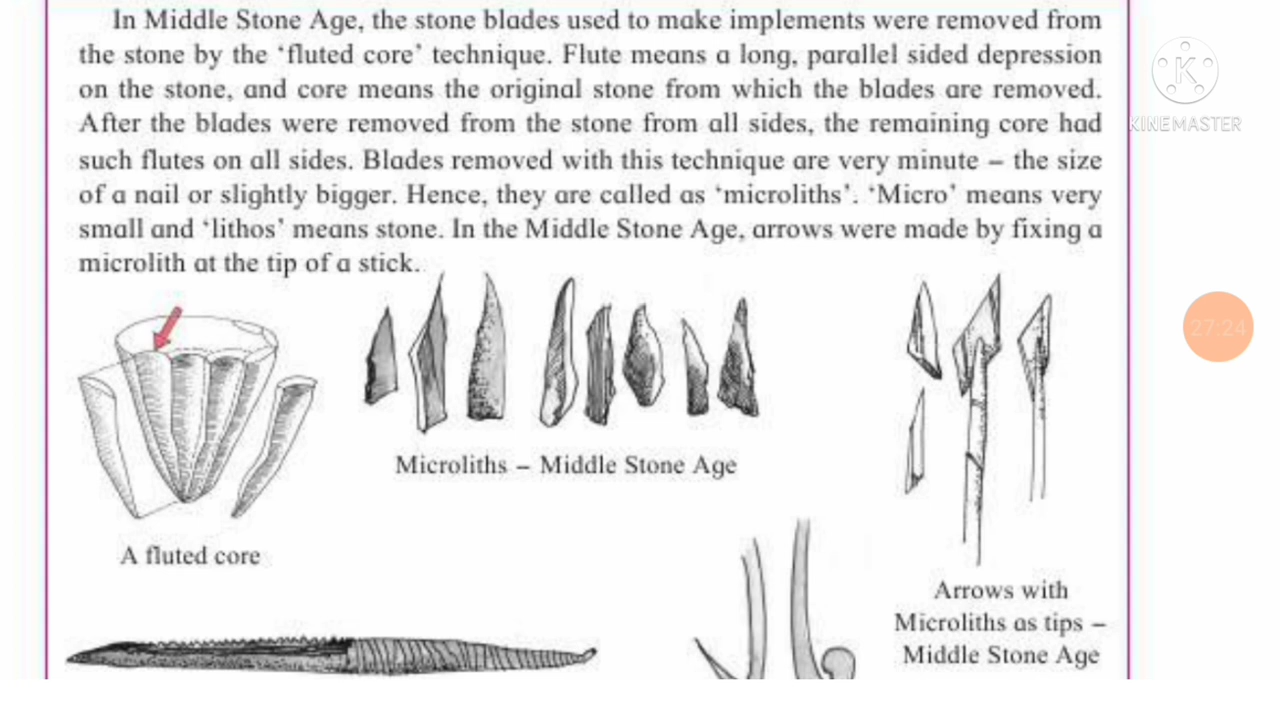 In Middle Stone Age, the stone blades used to make implements were removed from
the stone by the ‘fluted core’ technique. Flute means a long, parallel sided depression
on the stone, and core means the original stone from which the blades are removed.
After the blades were removed from the stone from all sides, the remaining core had
such flutes on all sides. Blades removed with this technique are very minute – the size
of a nail or slightly bigger. Hence, they are called as ‘microliths’. ‘Micro’ means very
small and ‘lithos’ means stone. In the Middle Stone Age, arrows were made by fixing a
microlith at the tip of a stick.
K
KINEMASTER
27:24
Microliths – Middle Stone Age
A fluted core
Arrows with
Microliths as tips –
Middle Stone Age